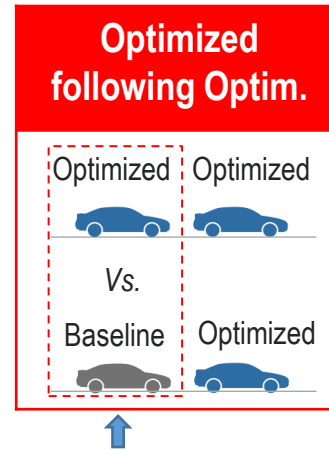 Optimized
following Optim.
Optimized Optimized
Vs.
Baseline Optimized